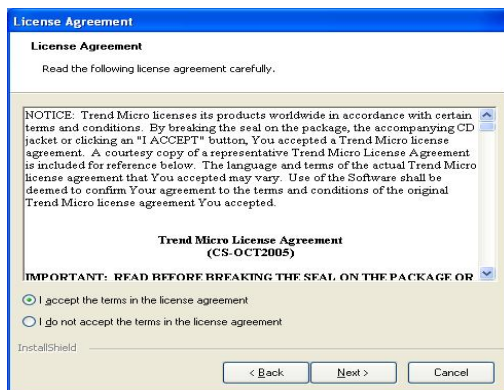 License Agreement
License Agreement
Read the following license agreement carefully.
NOTICE: Trend Micro licenses its products worldwide in accordance with certain
terms and conditions. By breaking the seal on the package, the accompanying CD
jacket or clicking an "I ACCEPT" button, You accepted a Trend Micro license
agreement. A courtesy copy of a representative Trend Micro License Agreement
is included for reference below. The language and terms of the actual Trend Micro
license agreement that You accepted may vary. Use of the Software shall be
deemed to confirm Your agreement to the terms and conditions of the original
Trend Micro license agreement You accepted.
Trend Micro License Agreement
(CS-OCT2005)
IMPORTANT: READ BEFORE BREAKING THE SEAL ON THE PACKAGE OR
I accept the terms in the license agreement
I do not accept the terms in the license agreement
InstallShield
< Back Next > Cancel